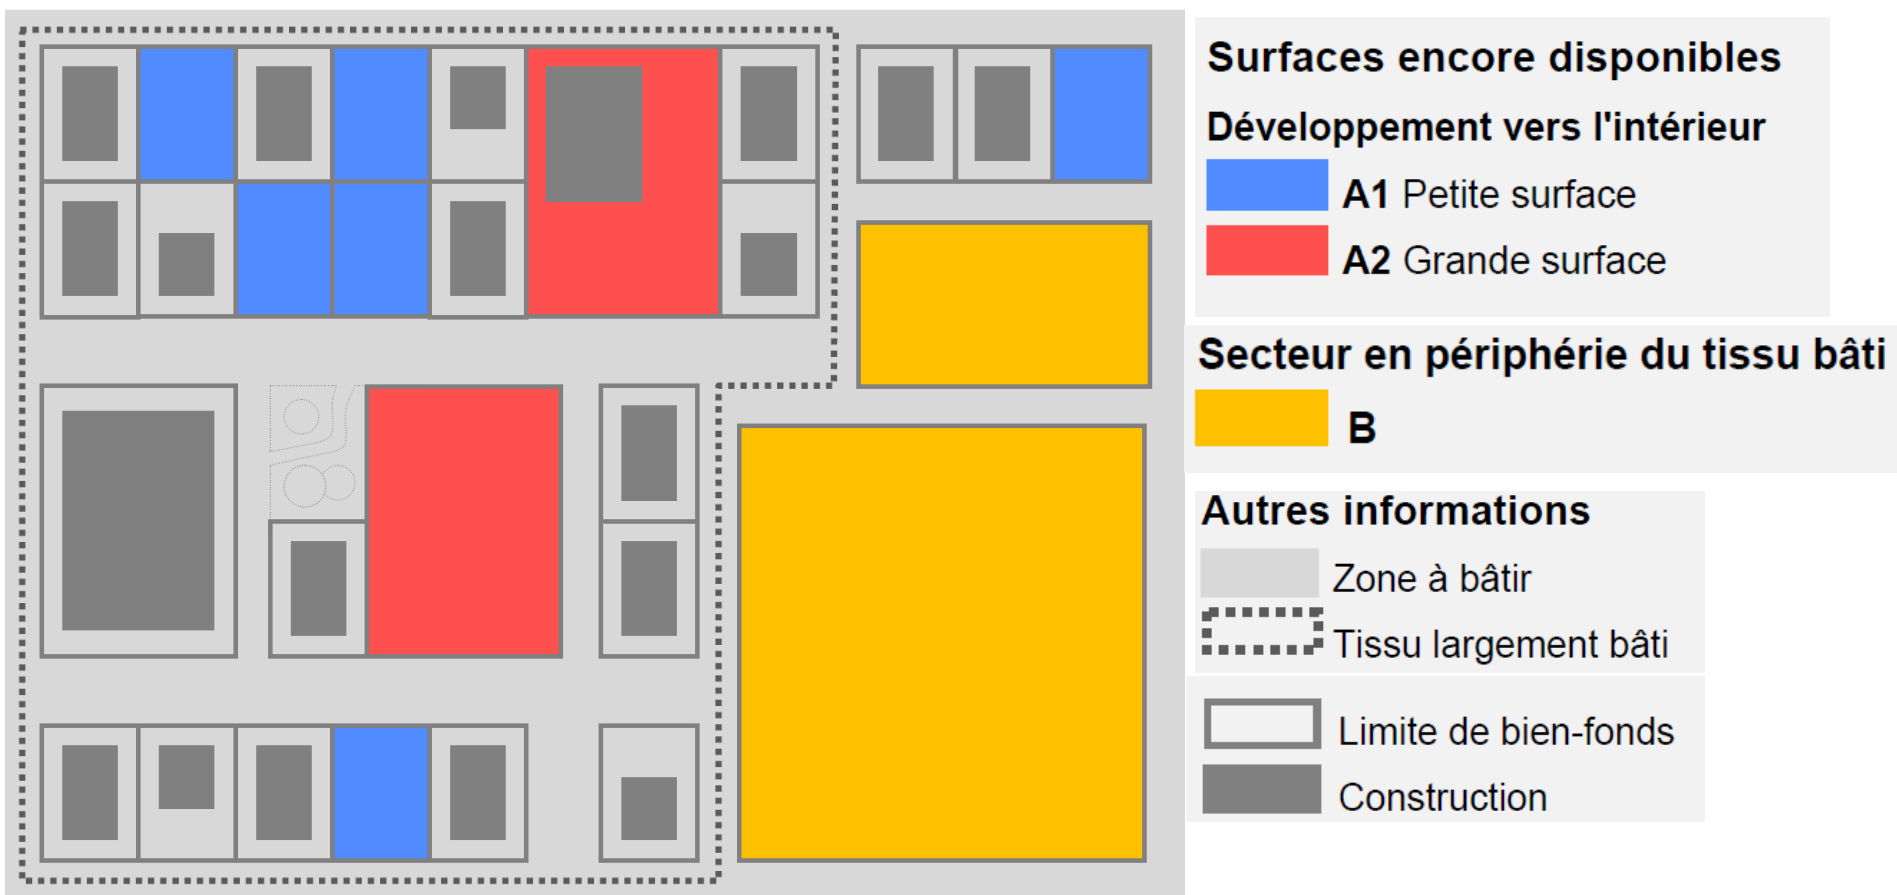 Surfaces encore disponibles
Développement vers l'intérieur
A1 Petite surface
A2 Grande surface
Secteur en périphérie du tissu bâti
B
Autres informations
Zone à bâtir
Tissu largement bâti
Limite de bien-fonds
Construction